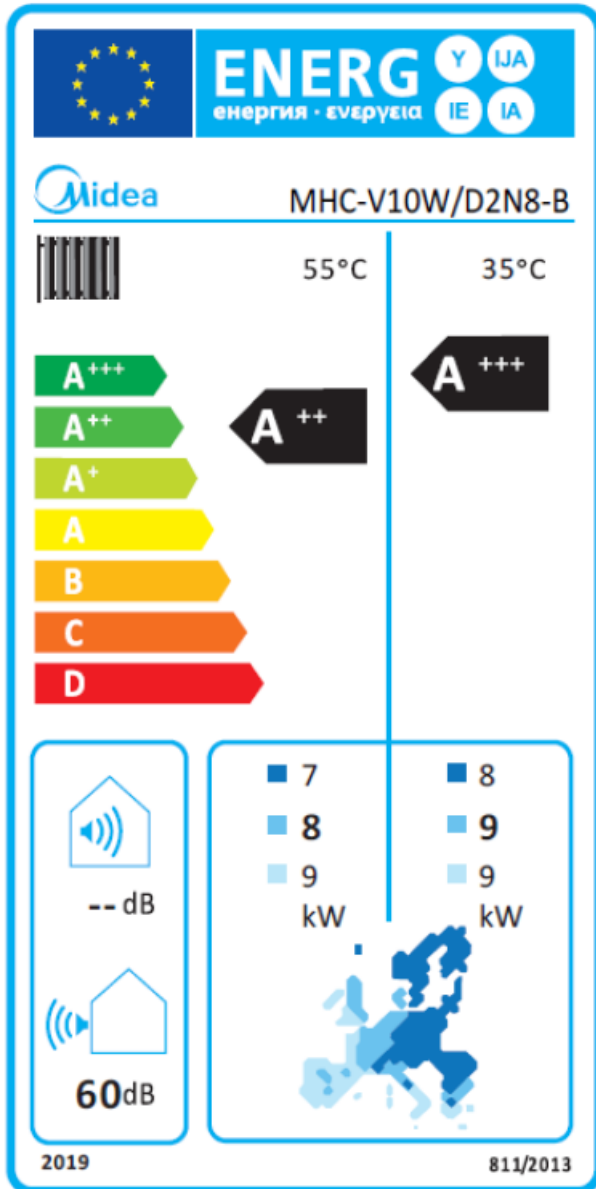 ENERG Y IJA
енергия · ενεργεια IE IA
Midea MHC-V10W/D2N8-B
55°C 35°C
A+++ A+++
A++ A++
A+
A
B
C
D
7 8
8 9
9 9
kW kW
-- dB
60dB
2019 811/2013